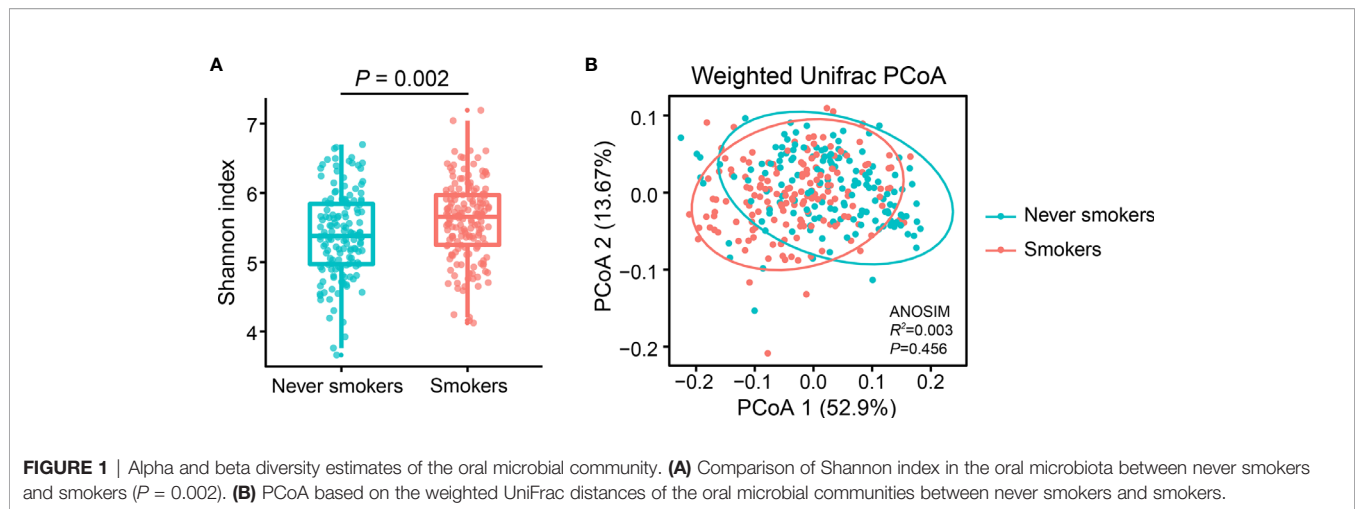 A
P = 0.002
Shannon index
7
6
5
4
Never smokers
Smokers
B
Weighted Unifrac PCoA
PCoA 2 (13.67%)
0.1
0.0
−0.1
−0.2
ANOSIM
R²=0.003
P=0.456
−0.2 −0.1 0.0 0.1 0.2
PCoA 1 (52.9%)
Never smokers
Smokers
FIGURE 1 | Alpha and beta diversity estimates of the oral microbial community. (A) Comparison of Shannon index in the oral microbiota between never smokers
and smokers (P = 0.002). (B) PCoA based on the weighted UniFrac distances of the oral microbial communities between never smokers and smokers.